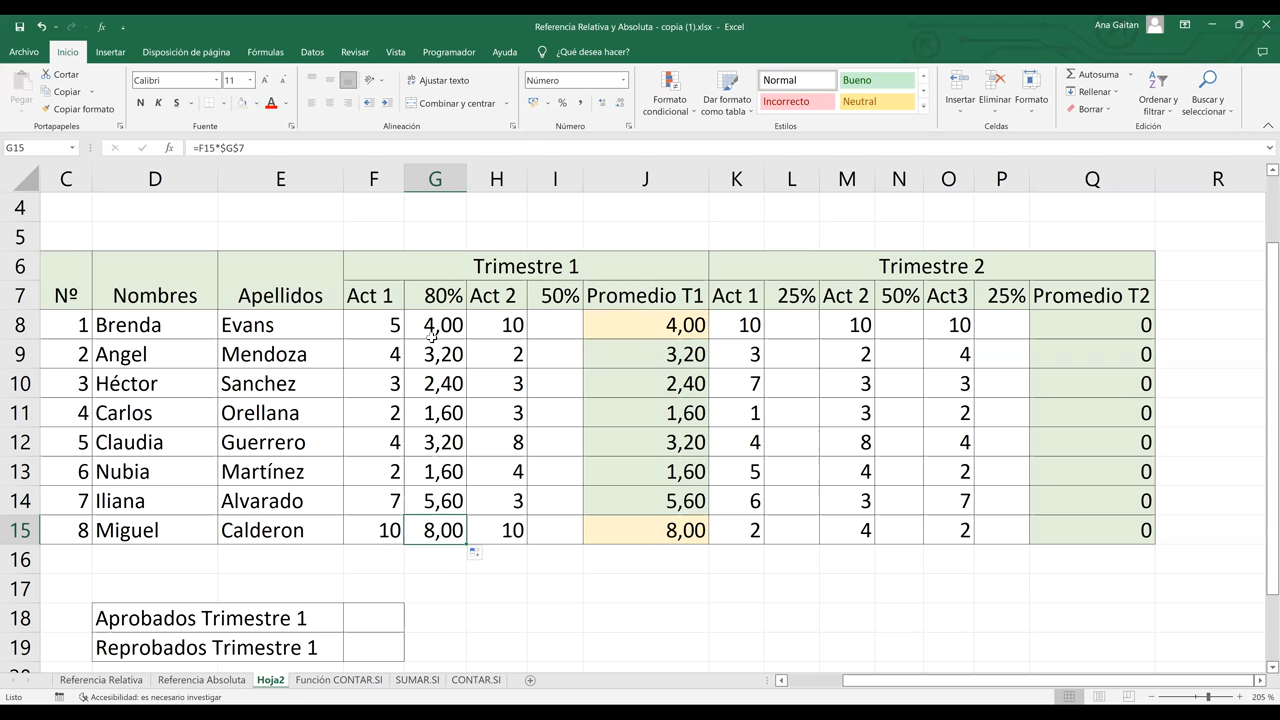 Referencia Relativa y Absoluta - copia (1).xlsx - Excel
Ana Gaitan
Archivo Inicio Insertar Disposición de página Fórmulas Datos Revisar Vista Programador Ayuda ¿Qué desea hacer?
Pegar
Cortar
Copiar
Copiar formato
Portapapeles
Calibri 11
N K S
Fuente
Ajustar texto
Combinar y centrar
Alineación
Número
Número
Formato condicional
Dar formato como tabla
Normal Bueno
Incorrecto Neutral
Estilos
Insertar Eliminar Formato
Celdas
Autosuma
Rellenar
Borrar
Ordenar y filtrar
Buscar y seleccionar
Edición
G15 fx =F15*$G$7
C D E F G H I J K L M N O P Q R
4
5
6 Trimestre 1 Trimestre 2
7 Nº Nombres Apellidos Act 1 80% Act 2 50% Promedio T1 Act 1 25% Act 2 50% Act3 25% Promedio T2
8 1 Brenda Evans 5 4,00 10 4,00 10 10 10 0
9 2 Angel Mendoza 4 3,20 2 3,20 3 2 4 0
10 3 Héctor Sanchez 3 2,40 3 2,40 7 3 3 0
11 4 Carlos Orellana 2 1,60 3 1,60 1 3 2 0
12 5 Claudia Guerrero 4 3,20 8 3,20 4 8 4 0
13 6 Nubia Martínez 2 1,60 4 1,60 5 4 2 0
14 7 Iliana Alvarado 7 5,60 3 5,60 6 3 7 0
15 8 Miguel Calderon 10 8,00 10 8,00 2 4 2 0
16
17
18 Aprobados Trimestre 1
19 Reprobados Trimestre 1
Referencia Relativa Referencia Absoluta Hoja2 Función CONTAR.SI SUMAR.SI CONTAR.SI
Listo Accesibilidad: es necesario investigar 205 %